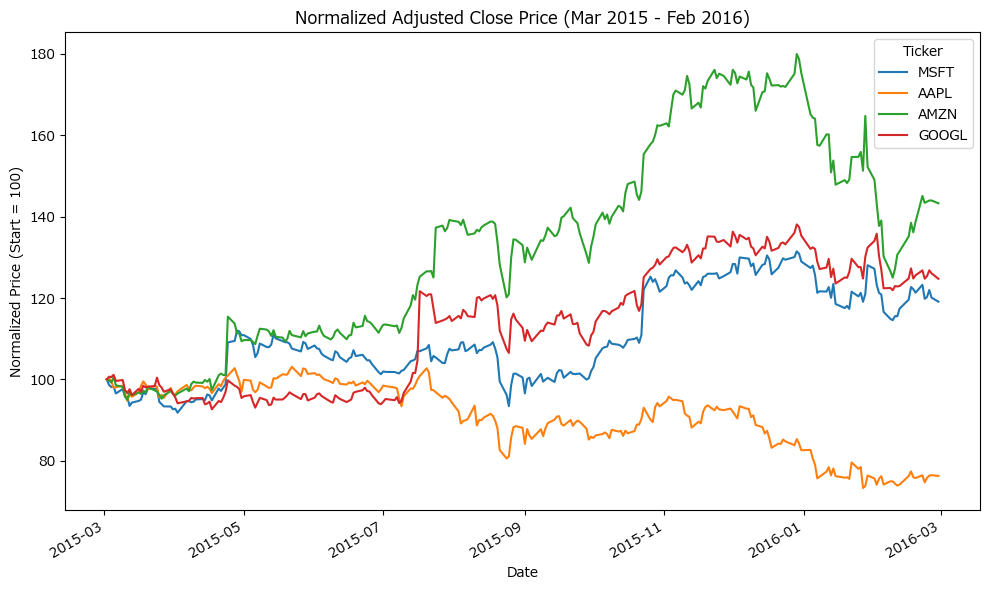 Normalized Adjusted Close Price (Mar 2015 - Feb 2016)
Ticker
MSFT
AAPL
AMZN
GOOGL
Normalized Price (Start = 100)
180
160
140
120
100
80
2015-03
2015-05
2015-07
2015-09
2015-11
2016-01
2016-03
Date